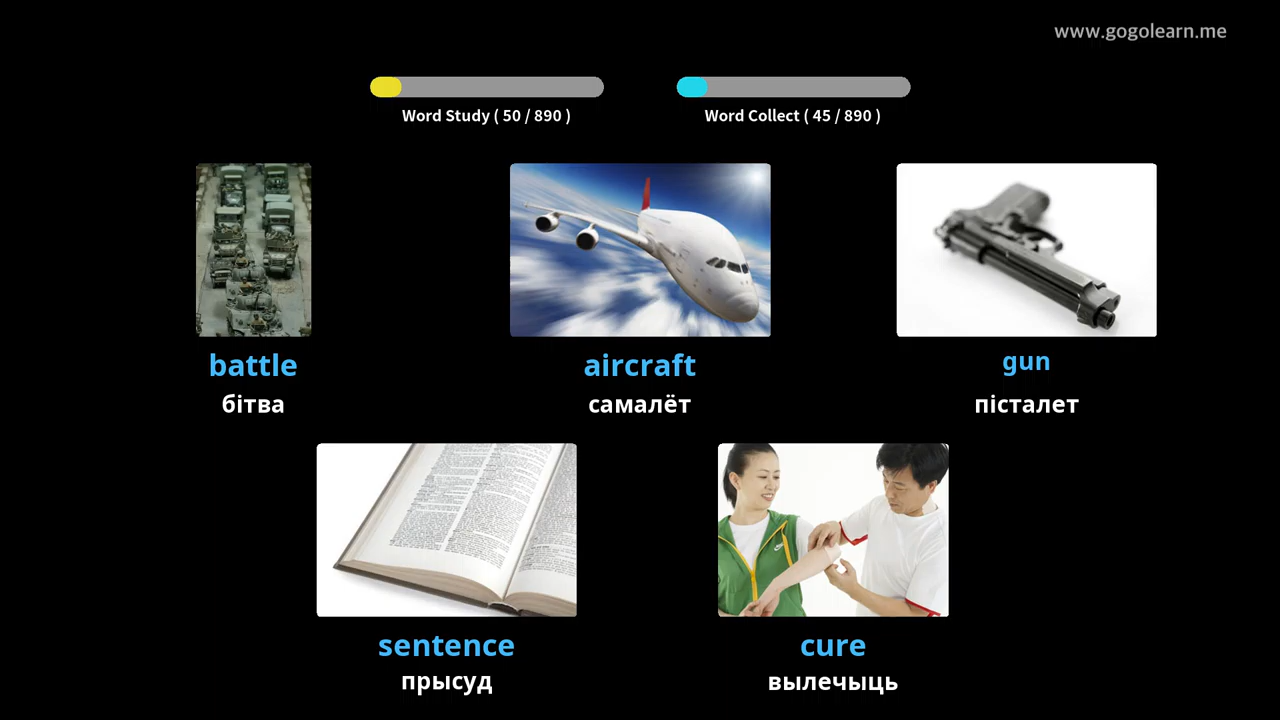 www.gogolearn.me
Word Study ( 50 / 890 )
Word Collect ( 45 / 890 )
battle
бітва
aircraft
самалёт
gun
пісталет
sentence
прысуд
cure
вылечыць